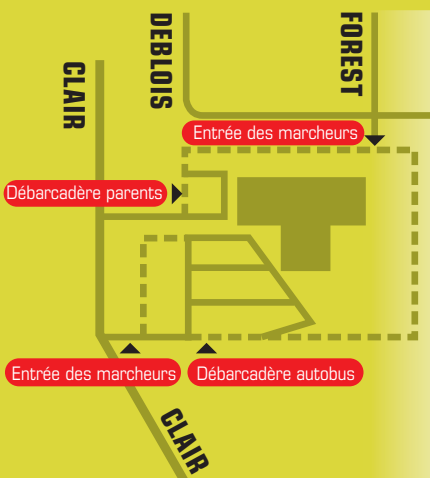 DEBLOIS
FOREST
CLAIR
Entrée des marcheurs
Débarcadère parents
Entrée des marcheurs
Débarcadère autobus
CLAIR